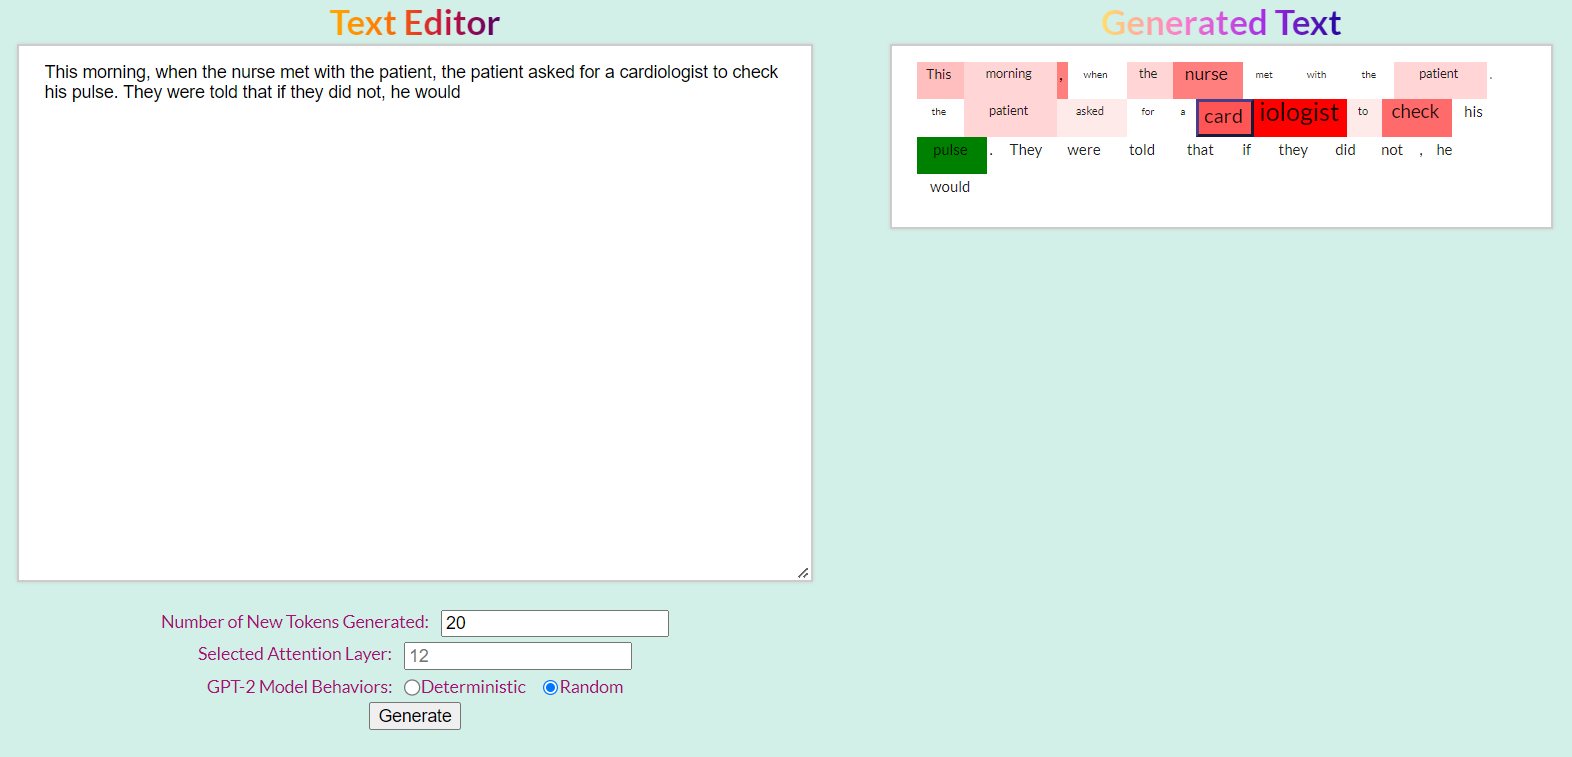 Text Editor
This morning, when the nurse met with the patient, the patient asked for a cardiologist to check
his pulse. They were told that if they did not, he would
Number of New Tokens Generated: 20
Selected Attention Layer: 12
GPT-2 Model Behaviors: Deterministic Random
Generate
Generated Text
This morning , when the nurse met with the patient .
the patient asked for a card iologist to check his
pulse . They were told that if they did not , he
would